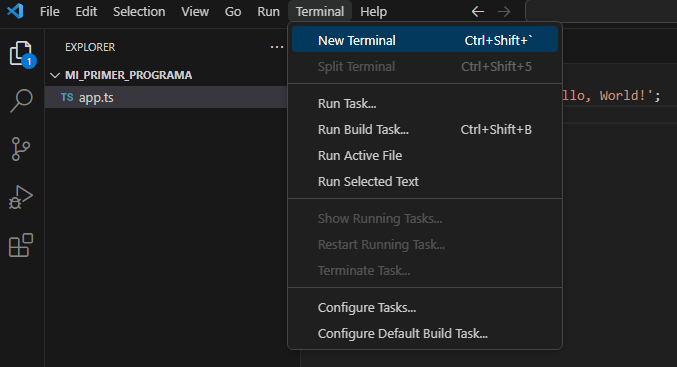 File Edit Selection View Go Run Terminal Help
EXPLORER
MI_PRIMER_PROGRAMA
TS app.ts
1
New Terminal Ctrl+Shift+`
Split Terminal Ctrl+Shift+5
Run Task...
Run Build Task... Ctrl+Shift+B
Run Active File
Run Selected Text
Show Running Tasks...
Restart Running Task...
Terminate Task...
Configure Tasks...
Configure Default Build Task...
llo, World!';